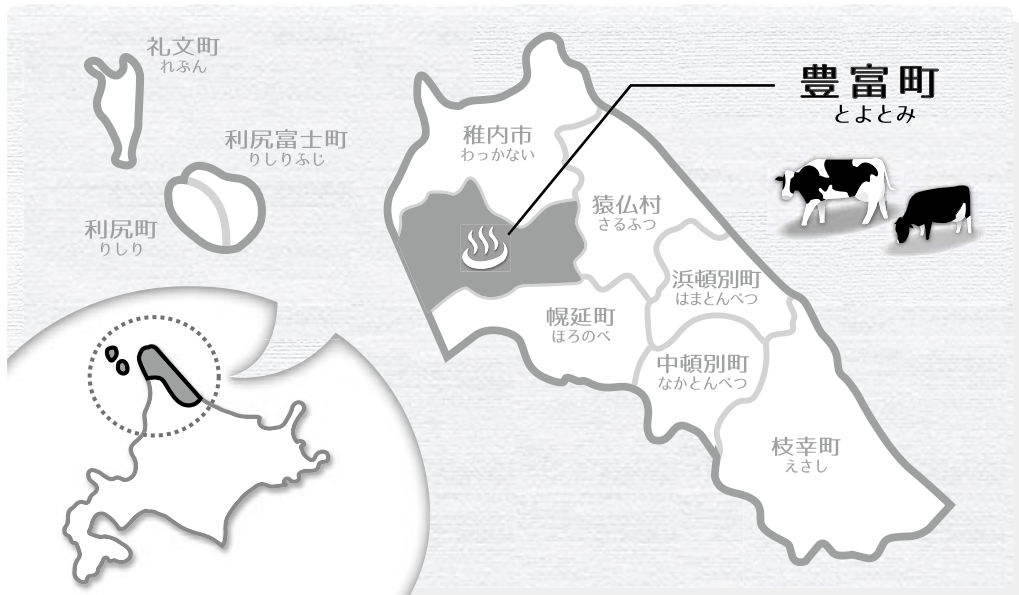 礼文町
れぶん
利尻富士町
りしりふじ
利尻町
りしり
稚内市
わっかない
豊富町
とよとみ
猿仏村
さるふつ
浜頓別町
はまとんべつ
幌延町
ほろのべ
中頓別町
なかとんべつ
枝幸町
えさし